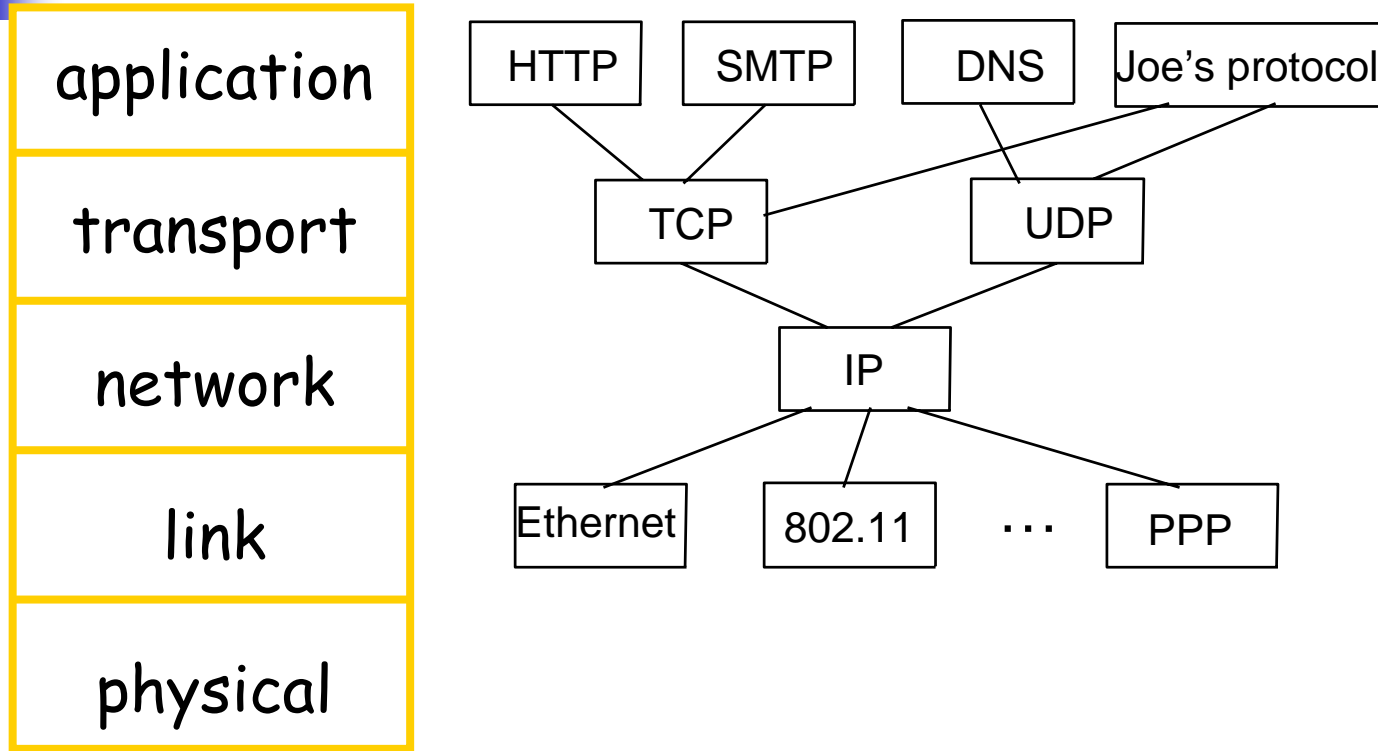 application
HTTP
SMTP
DNS
Joe's protocol
transport
TCP
UDP
network
IP
link
Ethernet
802.11
...
PPP
physical